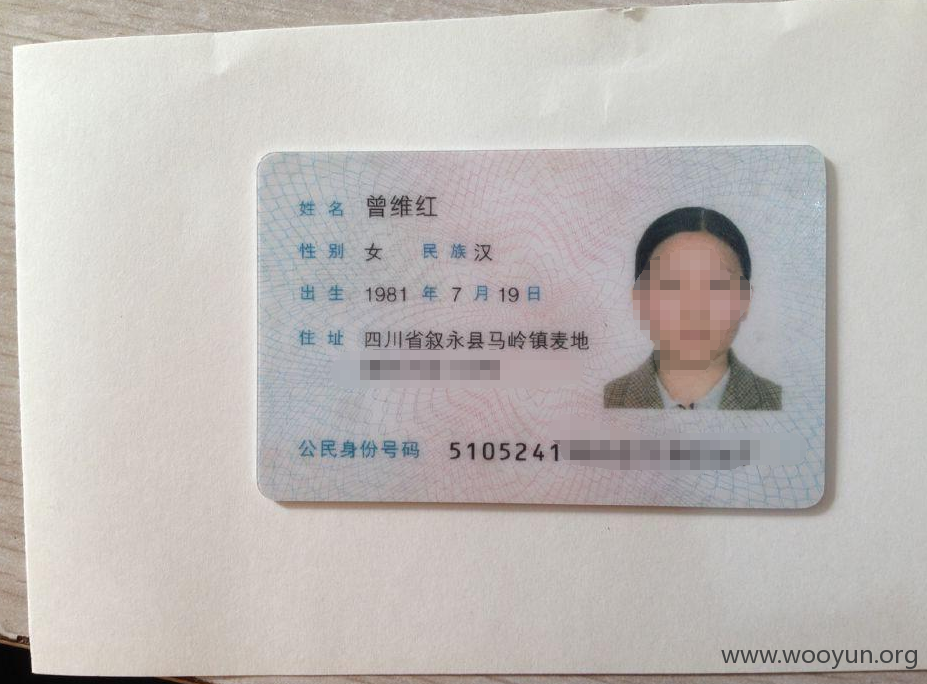 姓名 曾维红
性别 女 民族 汉
出生 1981 年 7 月 19 日
住址 四川省叙永县马岭镇麦地
公民身份号码 5105241
www.wooyun.org